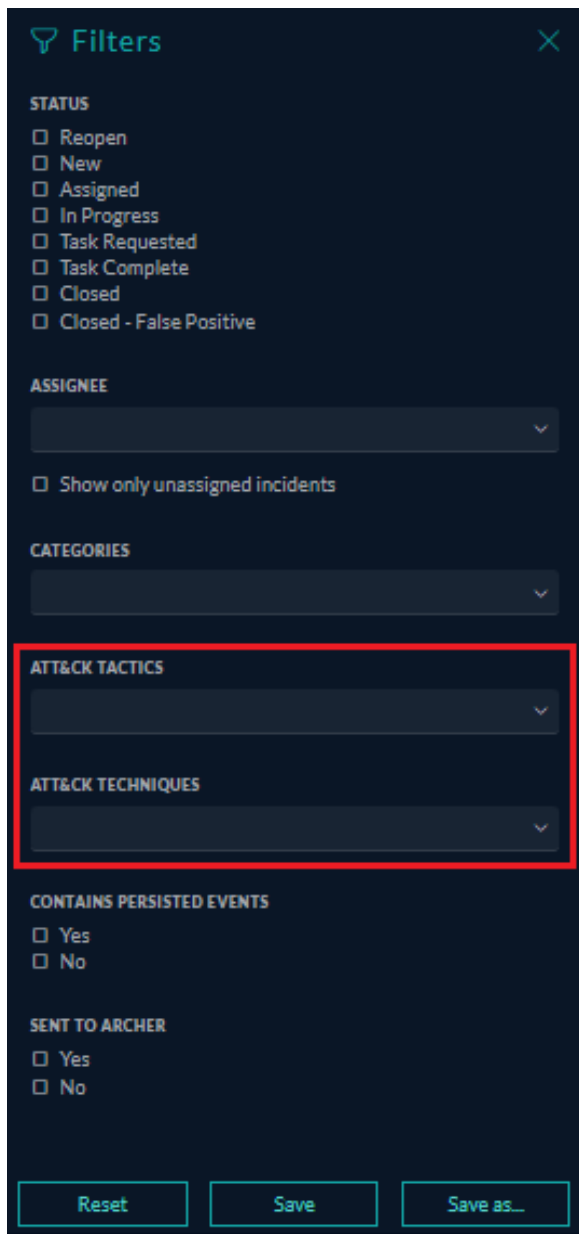 Filters
STATUS
Reopen
New
Assigned
In Progress
Task Requested
Task Complete
Closed
Closed - False Positive
ASSIGNEE
Show only unassigned incidents
CATEGORIES
ATT&CK TACTICS
ATT&CK TECHNIQUES
CONTAINS PERSISTED EVENTS
Yes
No
SENT TO ARCHER
Yes
No
Reset Save Save as...